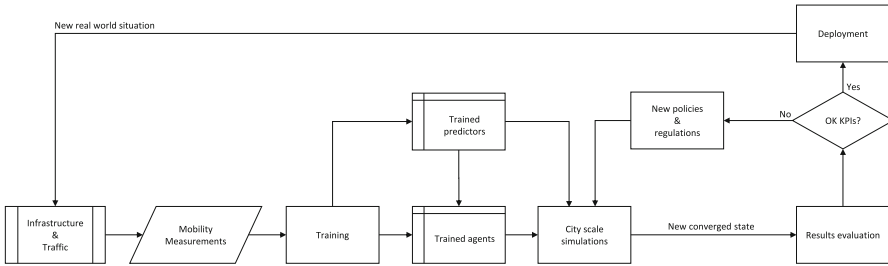 New real world situation
Deployment
Yes
Trained
predictors
New policies
&
regulations
No
OK KPIs?
Infrastructure
&
Traffic
Mobility
Measurements
Training
Trained agents
City scale
simulations
New converged state
Results evaluation